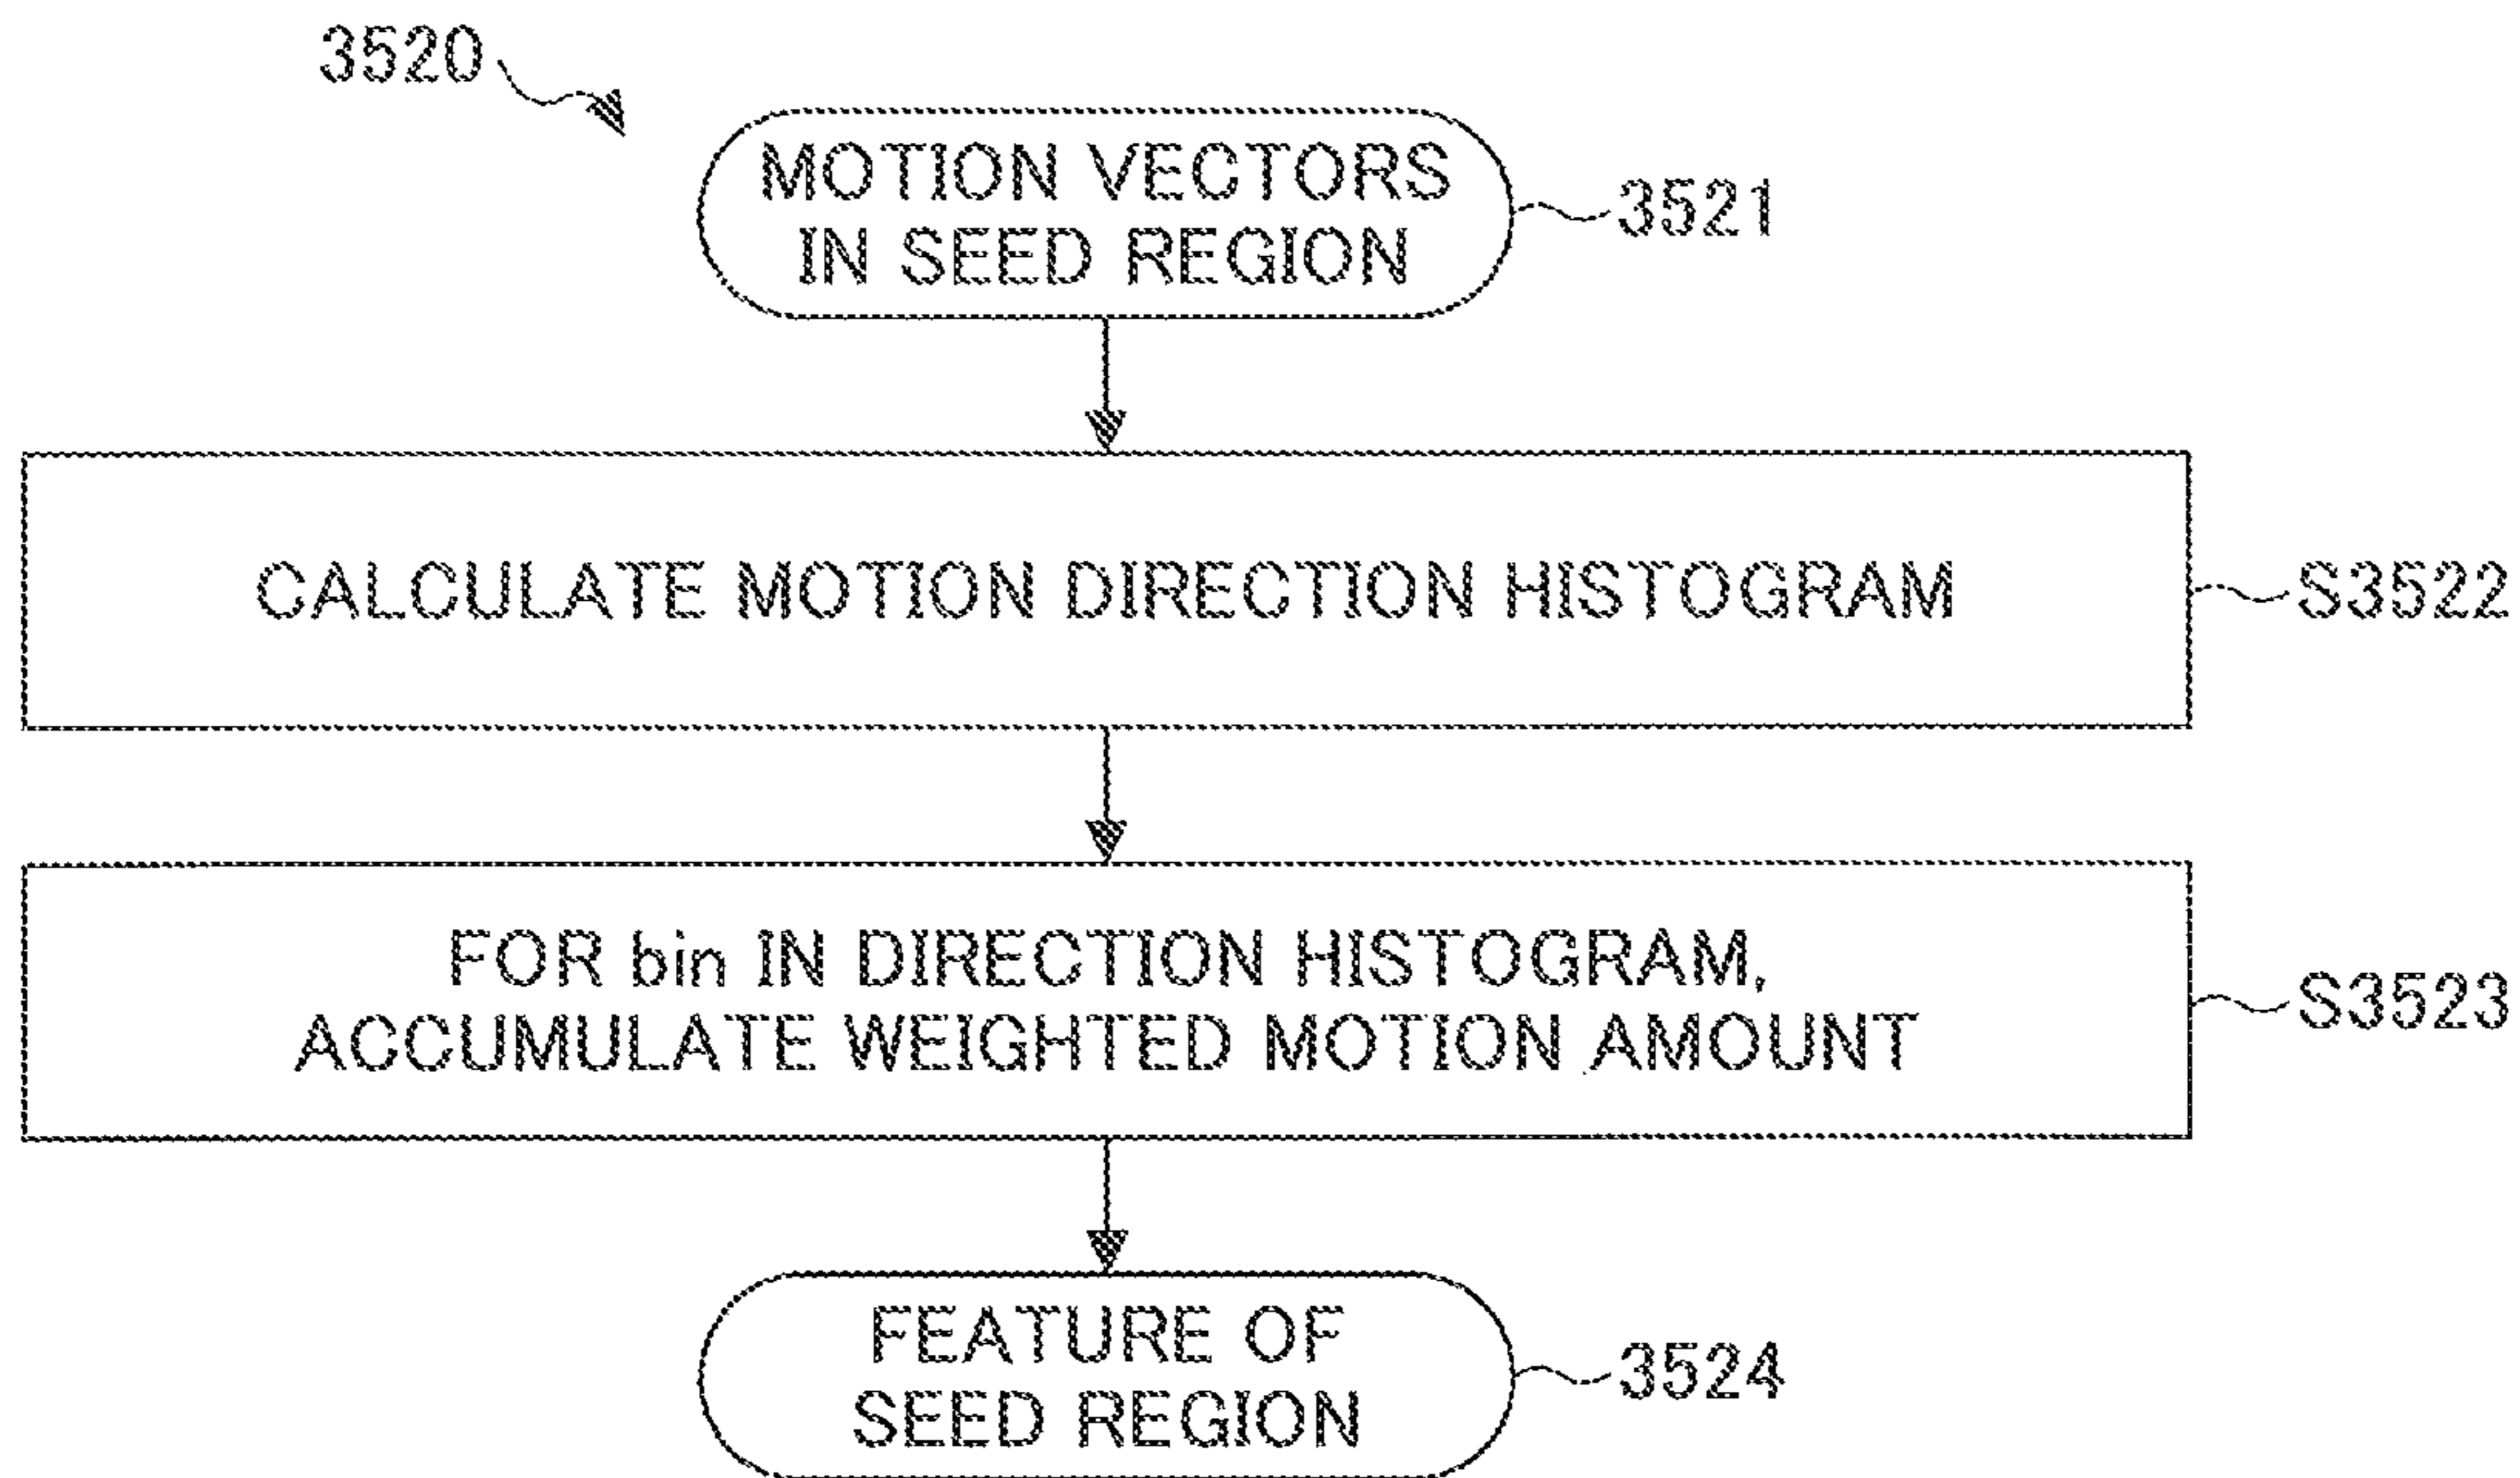 3520
MOTION VECTORS
IN SEED REGION
3521
CALCULATE MOTION DIRECTION HISTOGRAM
S3522
FOR bin IN DIRECTION HISTOGRAM,
ACCUMULATE WEIGHTED MOTION AMOUNT
S3523
FEATURE OF
SEED REGION
3524